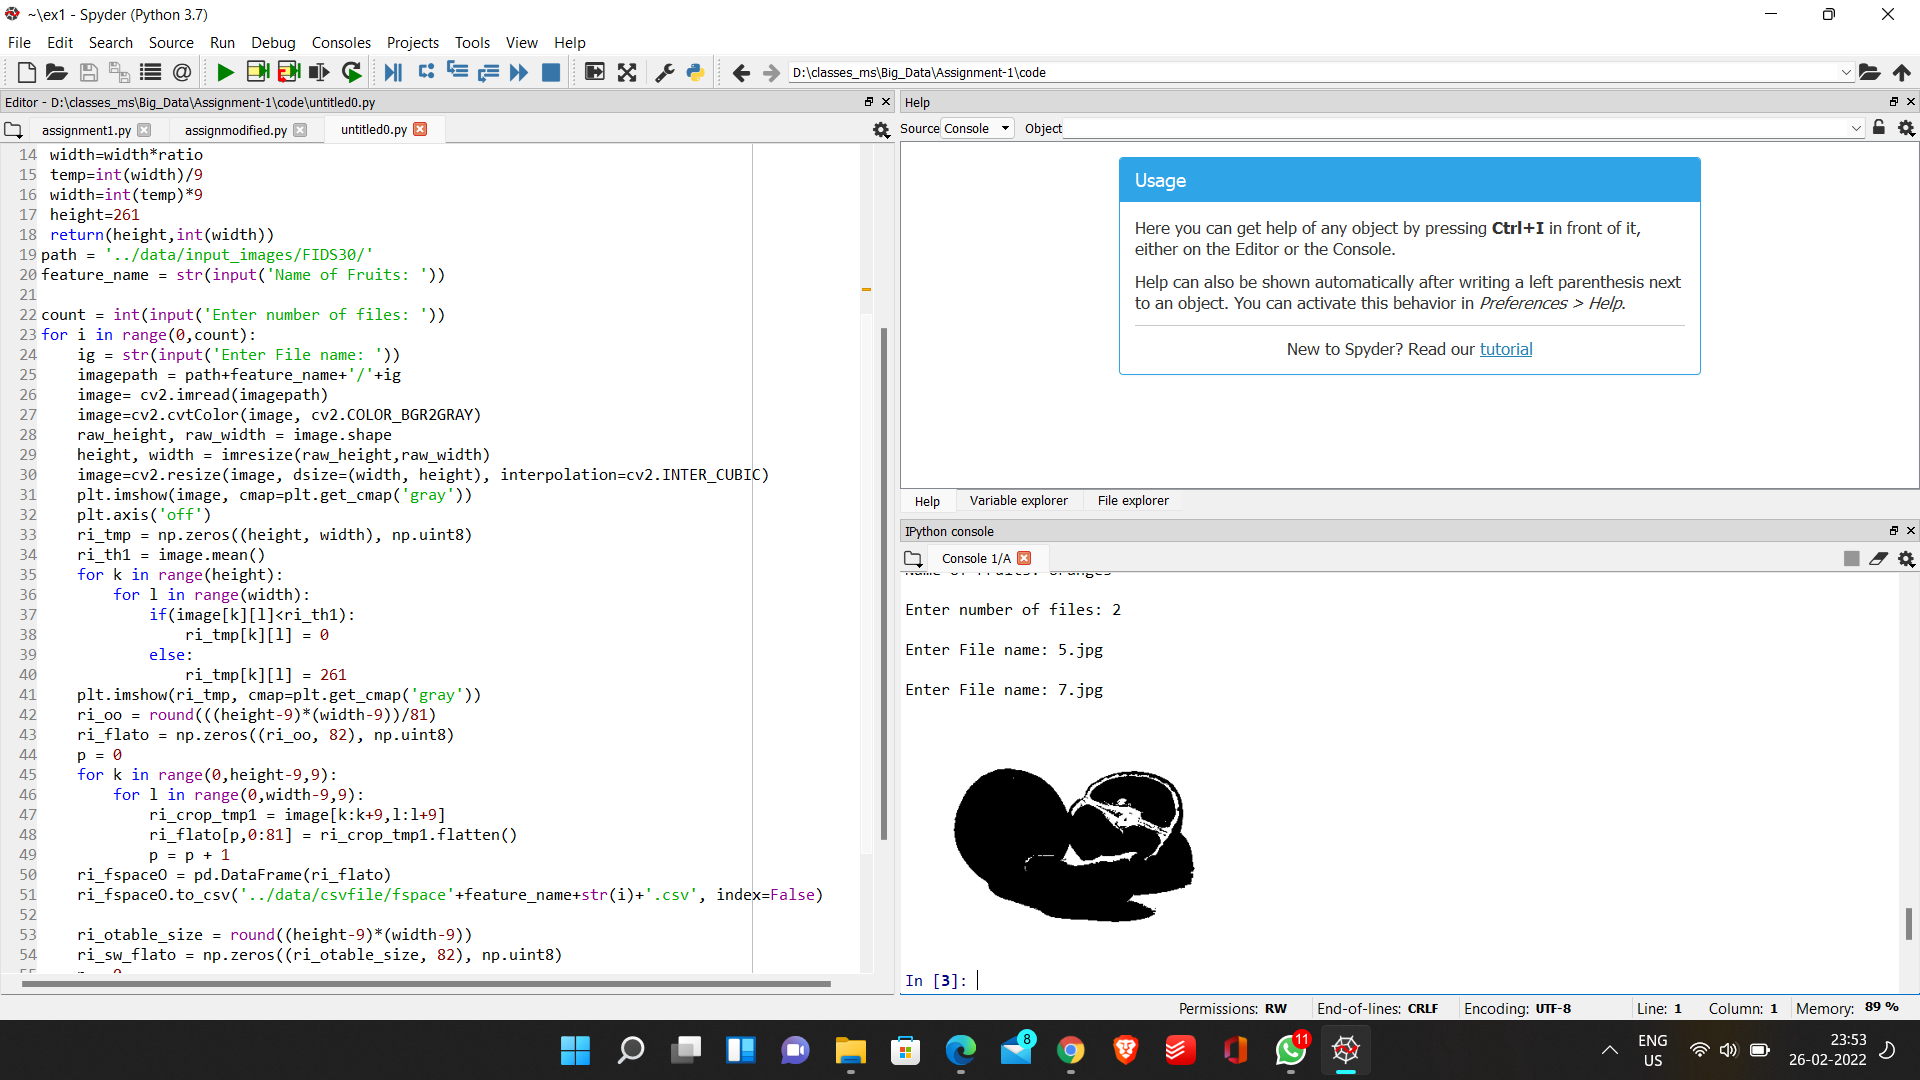 ~\ex1 - Spyder (Python 3.7)
File Edit Search Source Run Debug Consoles Projects Tools View Help
D:\classes_ms\Big_Data\Assignment-1\code
Editor - D:\classes_ms\Big_Data\Assignment-1\code\untitled0.py
assignment1.py assignmodified.py untitled0.py
14 width=width*ratio
15 temp=int(width)/9
16 width=int(temp)*9
17 height=261
18 return(height,int(width))
19 path = '../data/input_images/FIDS30/'
20 feature_name = str(input('Name of Fruits: '))
21
22 count = int(input('Enter number of files: '))
23 for i in range(0,count):
24 ig = str(input('Enter File name: '))
25 imagepath = path+feature_name+'/'+ig
26 image= cv2.imread(imagepath)
27 image=cv2.cvtColor(image, cv2.COLOR_BGR2GRAY)
28 raw_height, raw_width = image.shape
29 height, width = imresize(raw_height,raw_width)
30 image=cv2.resize(image, dsize=(width, height), interpolation=cv2.INTER_CUBIC)
31 plt.imshow(image, cmap=plt.get_cmap('gray'))
32 plt.axis('off')
33 ri_tmp = np.zeros((height, width), np.uint8)
34 ri_th1 = image.mean()
35 for k in range(height):
36 for l in range(width):
37 if(image[k][l]<ri_th1):
38 ri_tmp[k][l] = 0
39 else:
40 ri_tmp[k][l] = 261
41 plt.imshow(ri_tmp, cmap=plt.get_cmap('gray'))
42 ri_oo = round(((height-9)*(width-9))/81)
43 ri_flato = np.zeros((ri_oo, 82), np.uint8)
44 p = 0
45 for k in range(0,height-9,9):
46 for l in range(0,width-9,9):
47 ri_crop_tmp1 = image[k:k+9,l:l+9]
48 ri_flato[p,0:81] = ri_crop_tmp1.flatten()
49 p = p + 1
50 ri_fspaceO = pd.DataFrame(ri_flato)
51 ri_fspaceO.to_csv('../data/csvfile/fspace'+feature_name+str(i)+'.csv', index=False)
52
53 ri_otable_size = round((height-9)*(width-9))
54 ri_sw_flato = np.zeros((ri_otable_size, 82), np.uint8)
Help
Source Console Object
Usage
Here you can get help of any object by pressing Ctrl+I in front of it,
either on the Editor or the Console.
Help can also be shown automatically after writing a left parenthesis next
to an object. You can activate this behavior in Preferences > Help.
New to Spyder? Read our tutorial
Help Variable explorer File explorer
IPython console
Console 1/A
Enter number of files: 2
Enter File name: 5.jpg
Enter File name: 7.jpg
In [3]:
Permissions: RW End-of-lines: CRLF Encoding: UTF-8 Line: 1 Column: 1 Memory: 89 %
8
11
ENG
US
23:53
26-02-2022